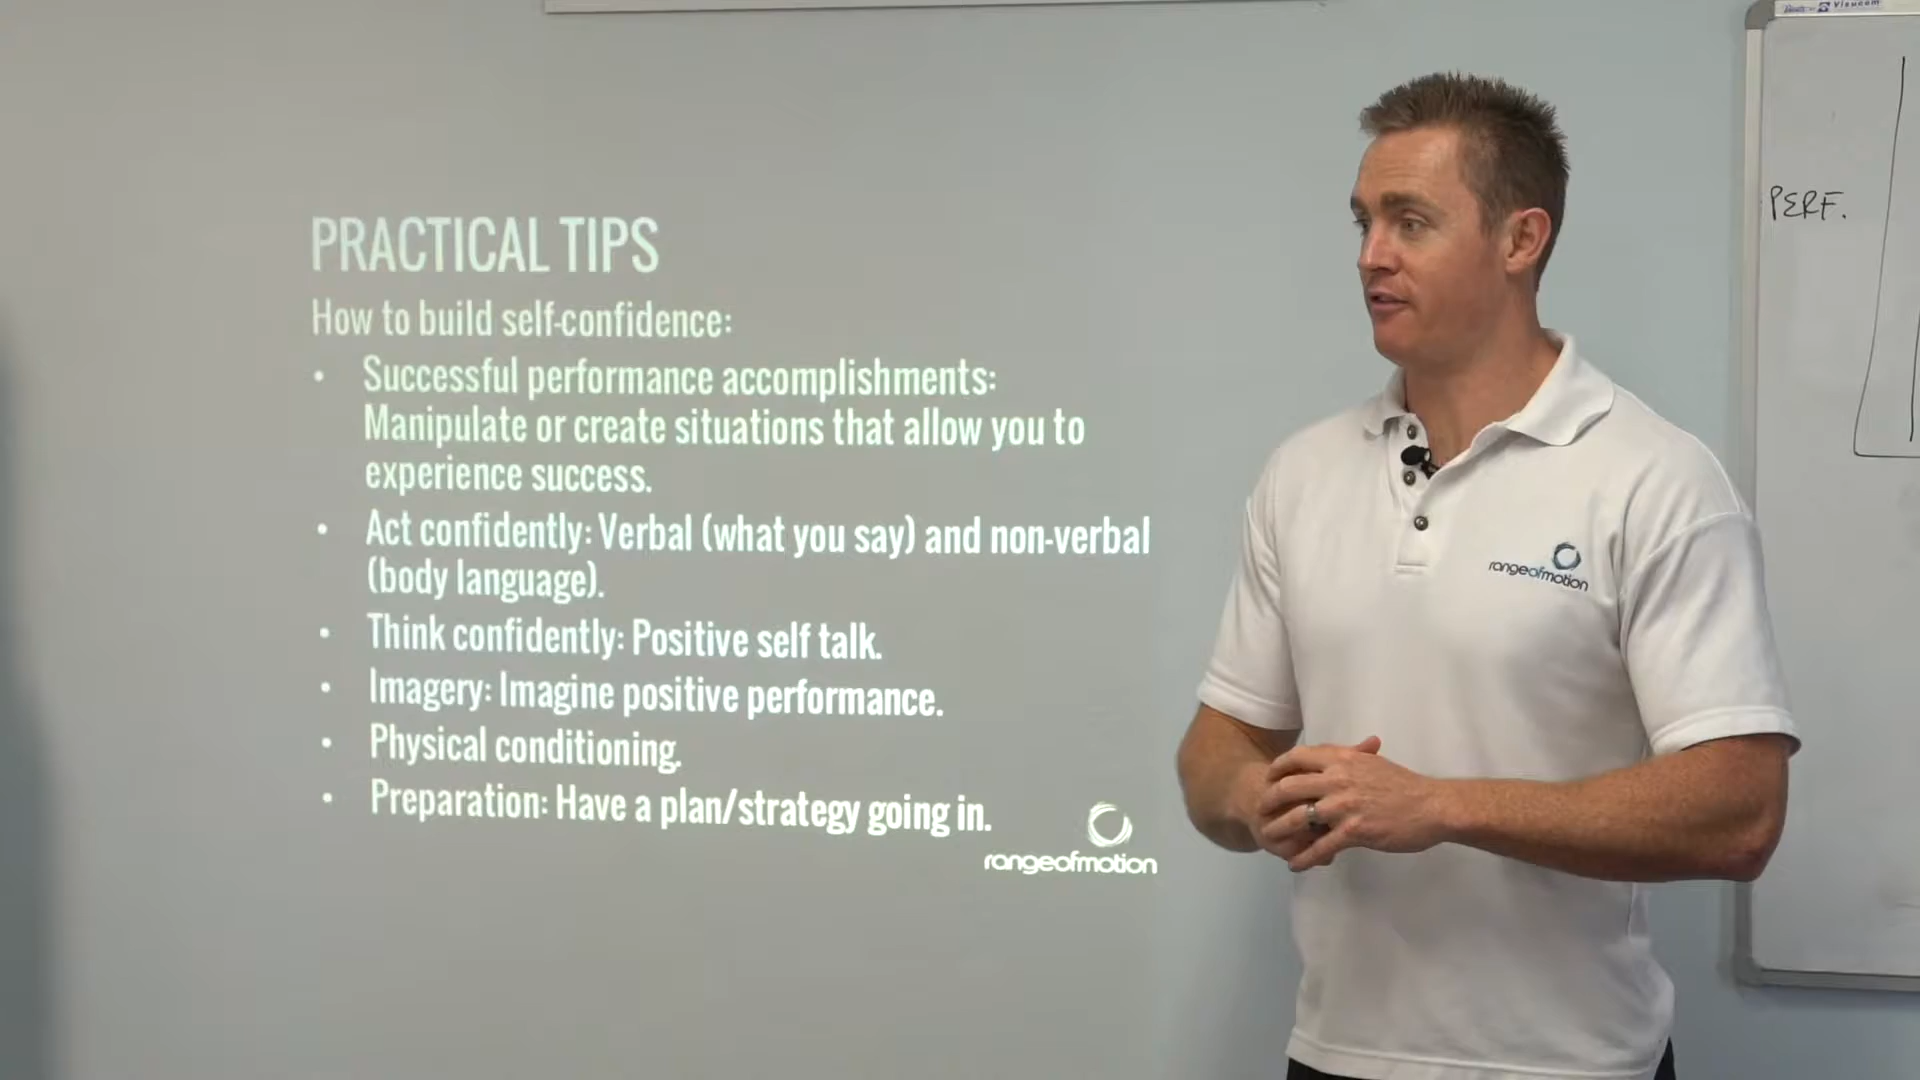 PRACTICAL TIPS
How to build self-confidence:
• Successful performance accomplishments:
Manipulate or create situations that allow you to
experience success.
• Act confidently: Verbal (what you say) and non-verbal
(body language).
• Think confidently: Positive self talk.
• Imagery: Imagine positive performance.
• Physical conditioning.
• Preparation: Have a plan/strategy going in.
rangeofmotion
rangeofmotion
PERF.
Visucom